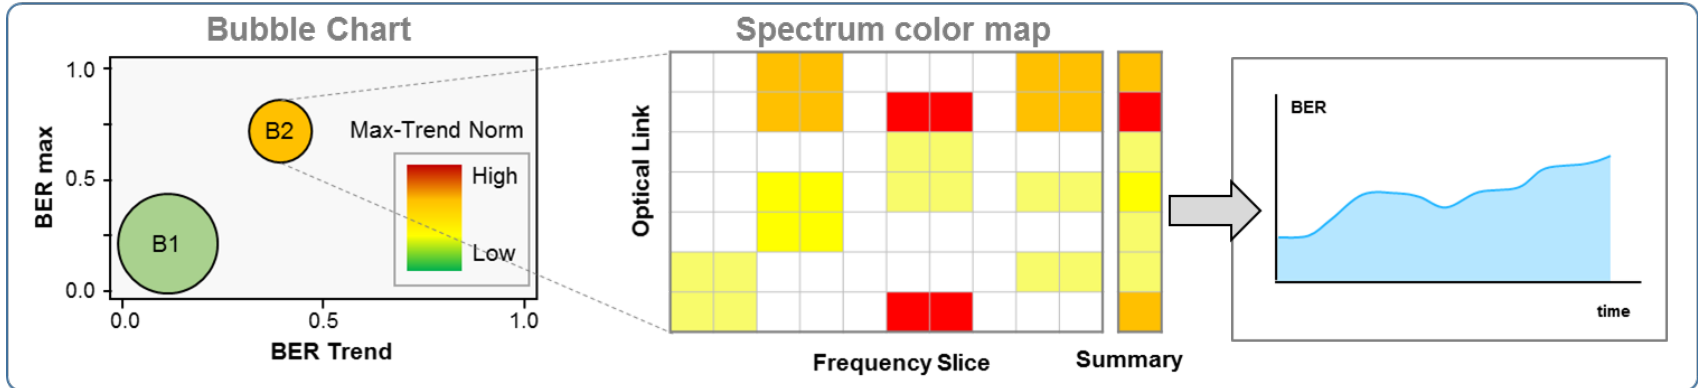 Bubble Chart
1.0
0.5
0.0
BER max
B2
B1
Max-Trend Norm
High
Low
0.0 0.5 1.0
BER Trend
Spectrum color map
Optical Link
Frequency Slice
Summary
BER
time